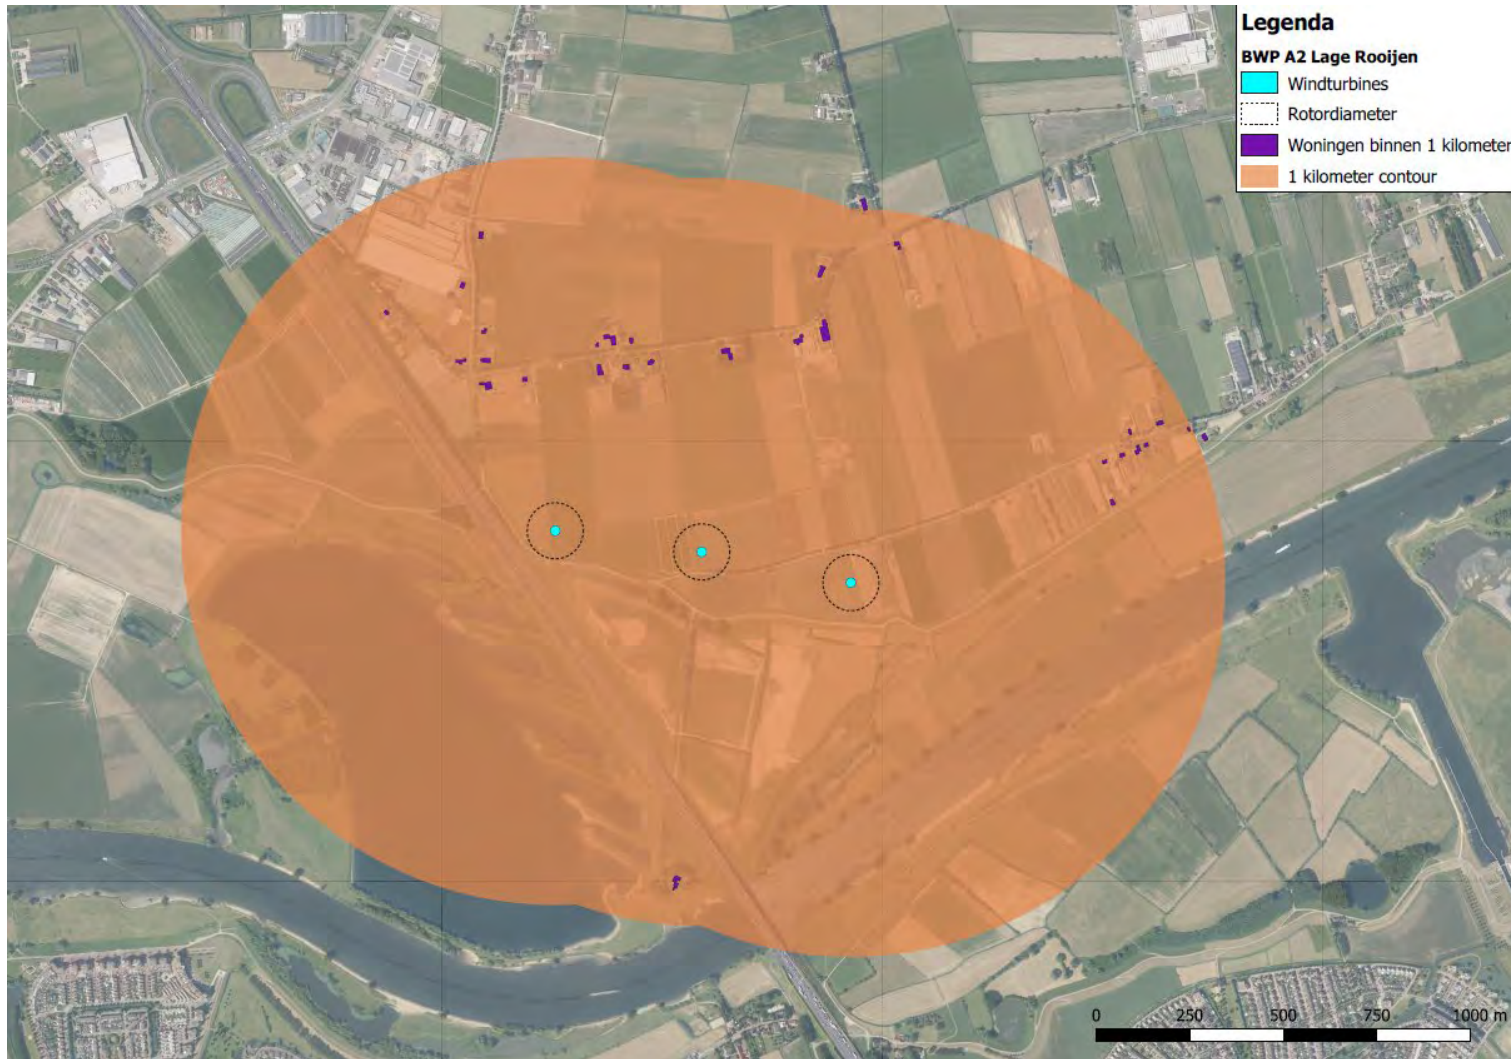 Legenda
BWP A2 Lage Rooijen
Windturbines
Rotordiameter
Woningen binnen 1 kilometer
1 kilometer contour
0 250 500 750 1000 m